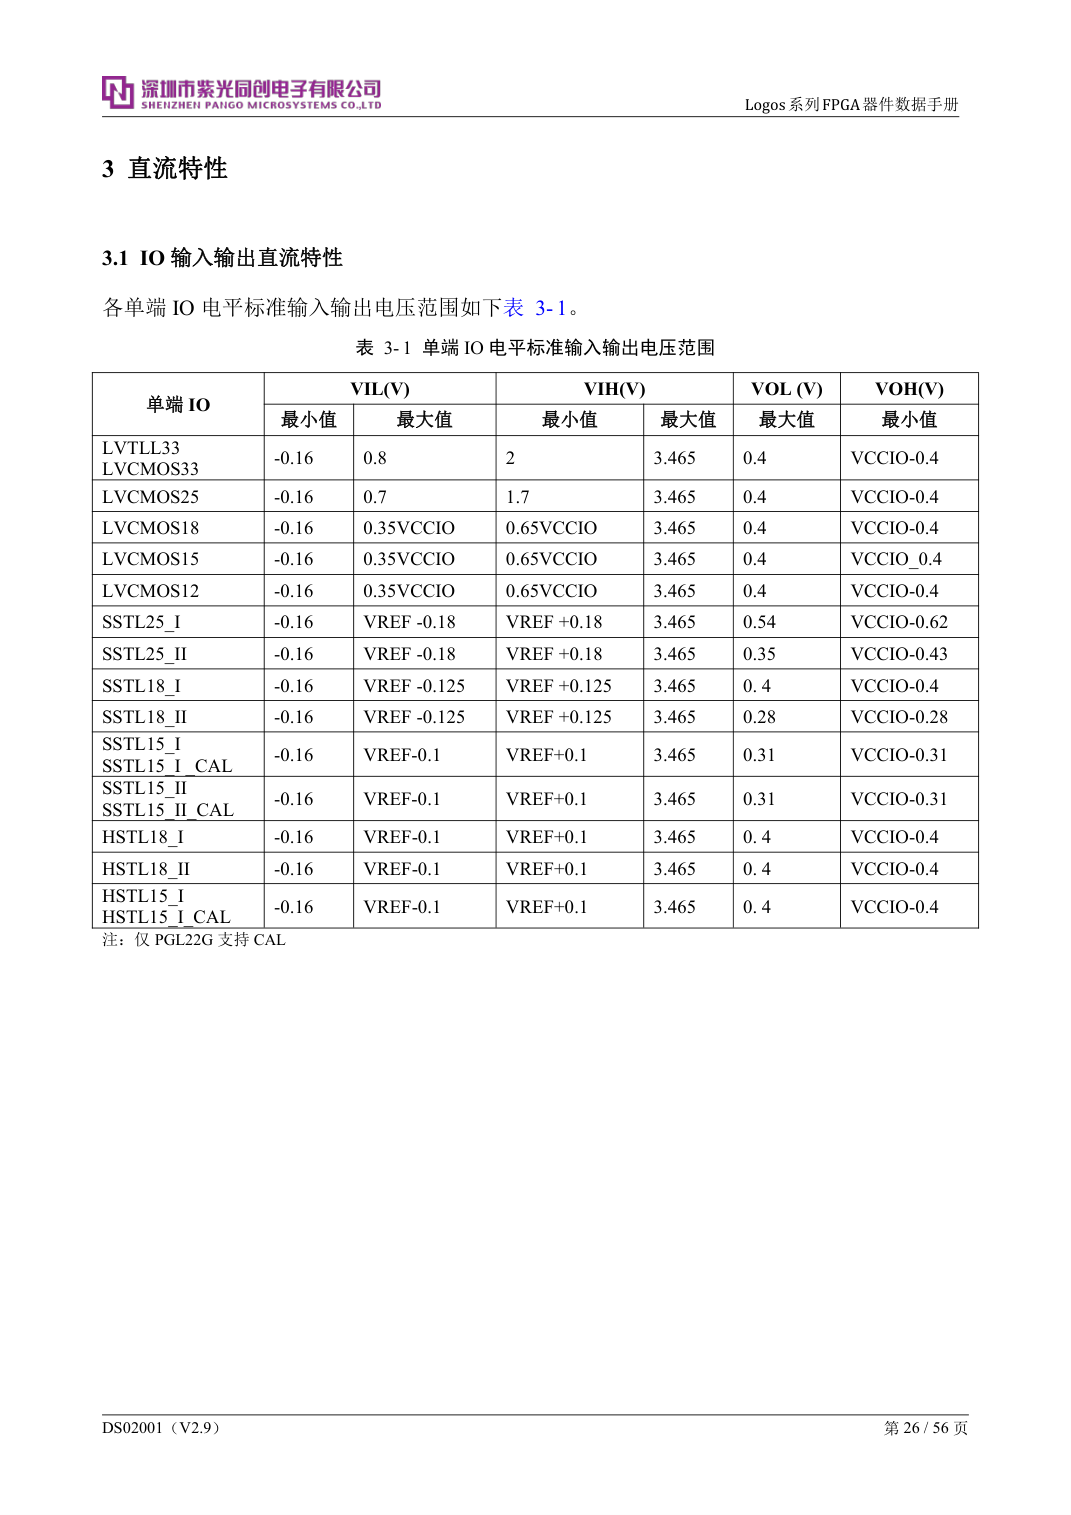 深圳市紫光同创电子有限公司
SHENZHEN PANGO MICROSYSTEMS CO.,LTD
Logos 系列 FPGA 器件数据手册
3 直流特性
3.1 IO 输入输出直流特性
各单端 IO 电平标准输入输出电压范围如下表 3-1。
表 3-1 单端 IO 电平标准输入输出电压范围
单端 IO VIL(V) VIH(V) VOL (V) VOH(V)
最小值 最大值 最小值 最大值 最大值 最小值
LVTLL33
LVCMOS33 -0.16 0.8 2 3.465 0.4 VCCIO-0.4
LVCMOS25 -0.16 0.7 1.7 3.465 0.4 VCCIO-0.4
LVCMOS18 -0.16 0.35VCCIO 0.65VCCIO 3.465 0.4 VCCIO-0.4
LVCMOS15 -0.16 0.35VCCIO 0.65VCCIO 3.465 0.4 VCCIO_0.4
LVCMOS12 -0.16 0.35VCCIO 0.65VCCIO 3.465 0.4 VCCIO-0.4
SSTL25_I -0.16 VREF -0.18 VREF +0.18 3.465 0.54 VCCIO-0.62
SSTL25_II -0.16 VREF -0.18 VREF +0.18 3.465 0.35 VCCIO-0.43
SSTL18_I -0.16 VREF -0.125 VREF +0.125 3.465 0. 4 VCCIO-0.4
SSTL18_II -0.16 VREF -0.125 VREF +0.125 3.465 0.28 VCCIO-0.28
SSTL15_I
SSTL15_I _CAL -0.16 VREF-0.1 VREF+0.1 3.465 0.31 VCCIO-0.31
SSTL15_II
SSTL15_II_CAL -0.16 VREF-0.1 VREF+0.1 3.465 0.31 VCCIO-0.31
HSTL18_I -0.16 VREF-0.1 VREF+0.1 3.465 0. 4 VCCIO-0.4
HSTL18_II -0.16 VREF-0.1 VREF+0.1 3.465 0. 4 VCCIO-0.4
HSTL15_I
HSTL15_I_CAL -0.16 VREF-0.1 VREF+0.1 3.465 0. 4 VCCIO-0.4
注：仅 PGL22G 支持 CAL
DS02001（V2.9） 第 26 / 56 页